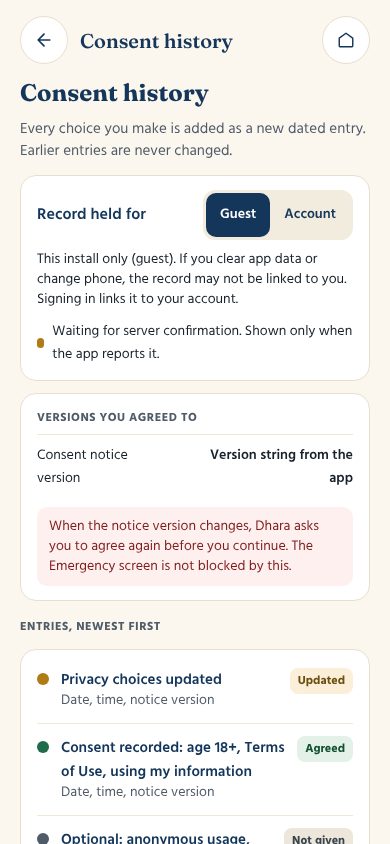 Consent history
Consent history
Every choice you make is added as a new dated entry.
Earlier entries are never changed.
Record held for
Guest
Account
This install only (guest). If you clear app data or
change phone, the record may not be linked to you.
Signing in links it to your account.
Waiting for server confirmation. Shown only when
the app reports it.
VERSIONS YOU AGREED TO
Consent notice
version
Version string from the
app
When the notice version changes, Dhara asks
you to agree again before you continue. The
Emergency screen is not blocked by this.
ENTRIES, NEWEST FIRST
Privacy choices updated
Updated
Date, time, notice version
Consent recorded: age 18+, Terms
of Use, using my information
Agreed
Date, time, notice version
Optional: anonymous usage,
Not given